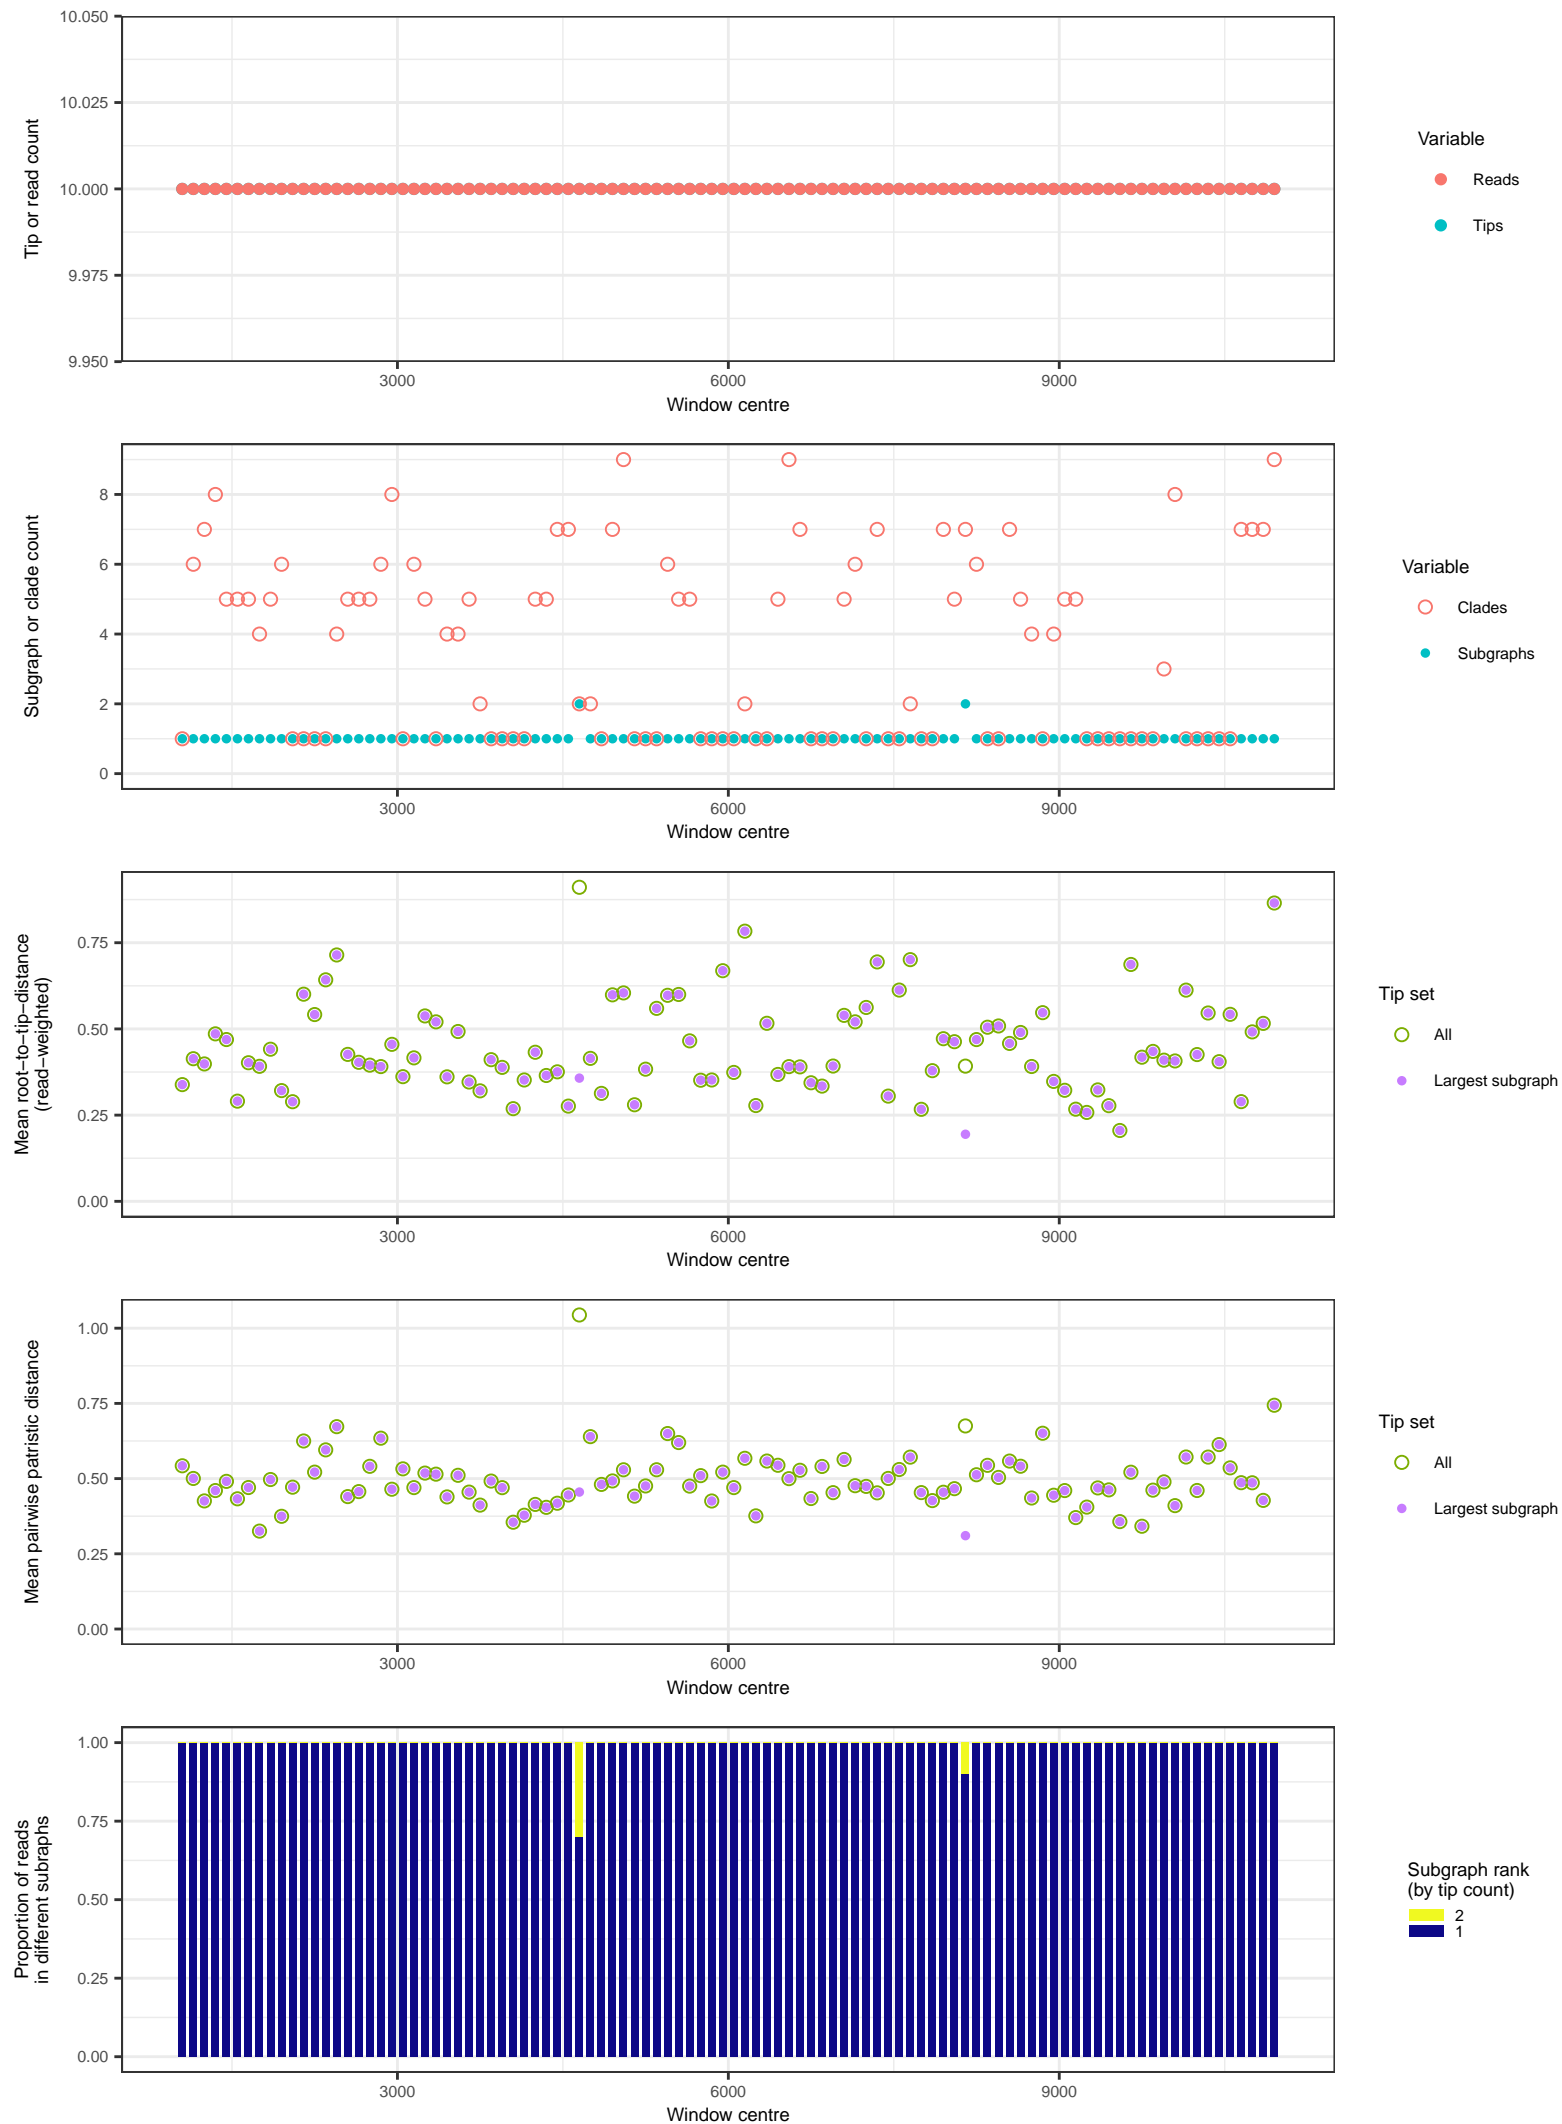 10.050
10.025
10.000
9.975
9.950
Tip or read count
3000
6000
9000
Window centre
Variable
Reads
Tips
8
6
4
2
0
Subgraph or clade count
3000
6000
9000
Window centre
Variable
Clades
Subgraphs
0.75
0.50
0.25
0.00
Mean root−to−tip−distance
(read−weighted)
3000
6000
9000
Window centre
Tip set
All
Largest subgraph
1.00
0.75
0.50
0.25
0.00
Mean pairwise patristic distance
3000
6000
9000
Window centre
Tip set
All
Largest subgraph
1.00
0.75
0.50
0.25
0.00
Proportion of reads
in different subraphs
3000
6000
9000
Window centre
Subgraph rank
(by tip count)
2
1